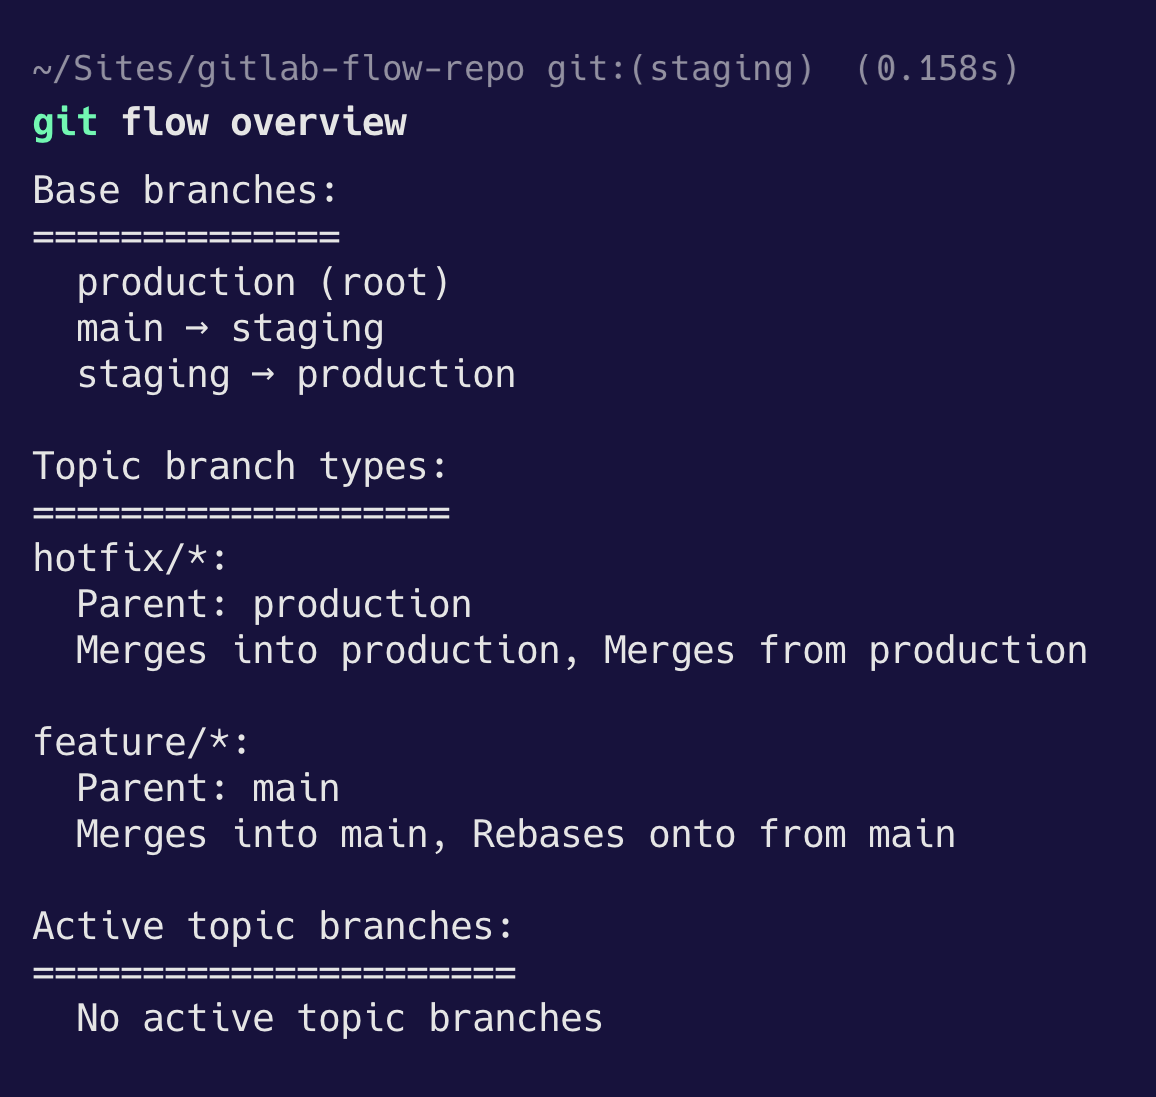 ~/Sites/gitlab-flow-repo git:(staging) (0.158s)
git flow overview
Base branches:
==============
  production (root)
  main → staging
  staging → production

Topic branch types:
===================
hotfix/*:
  Parent: production
  Merges into production, Merges from production

feature/*:
  Parent: main
  Merges into main, Rebases onto from main

Active topic branches:
======================
  No active topic branches